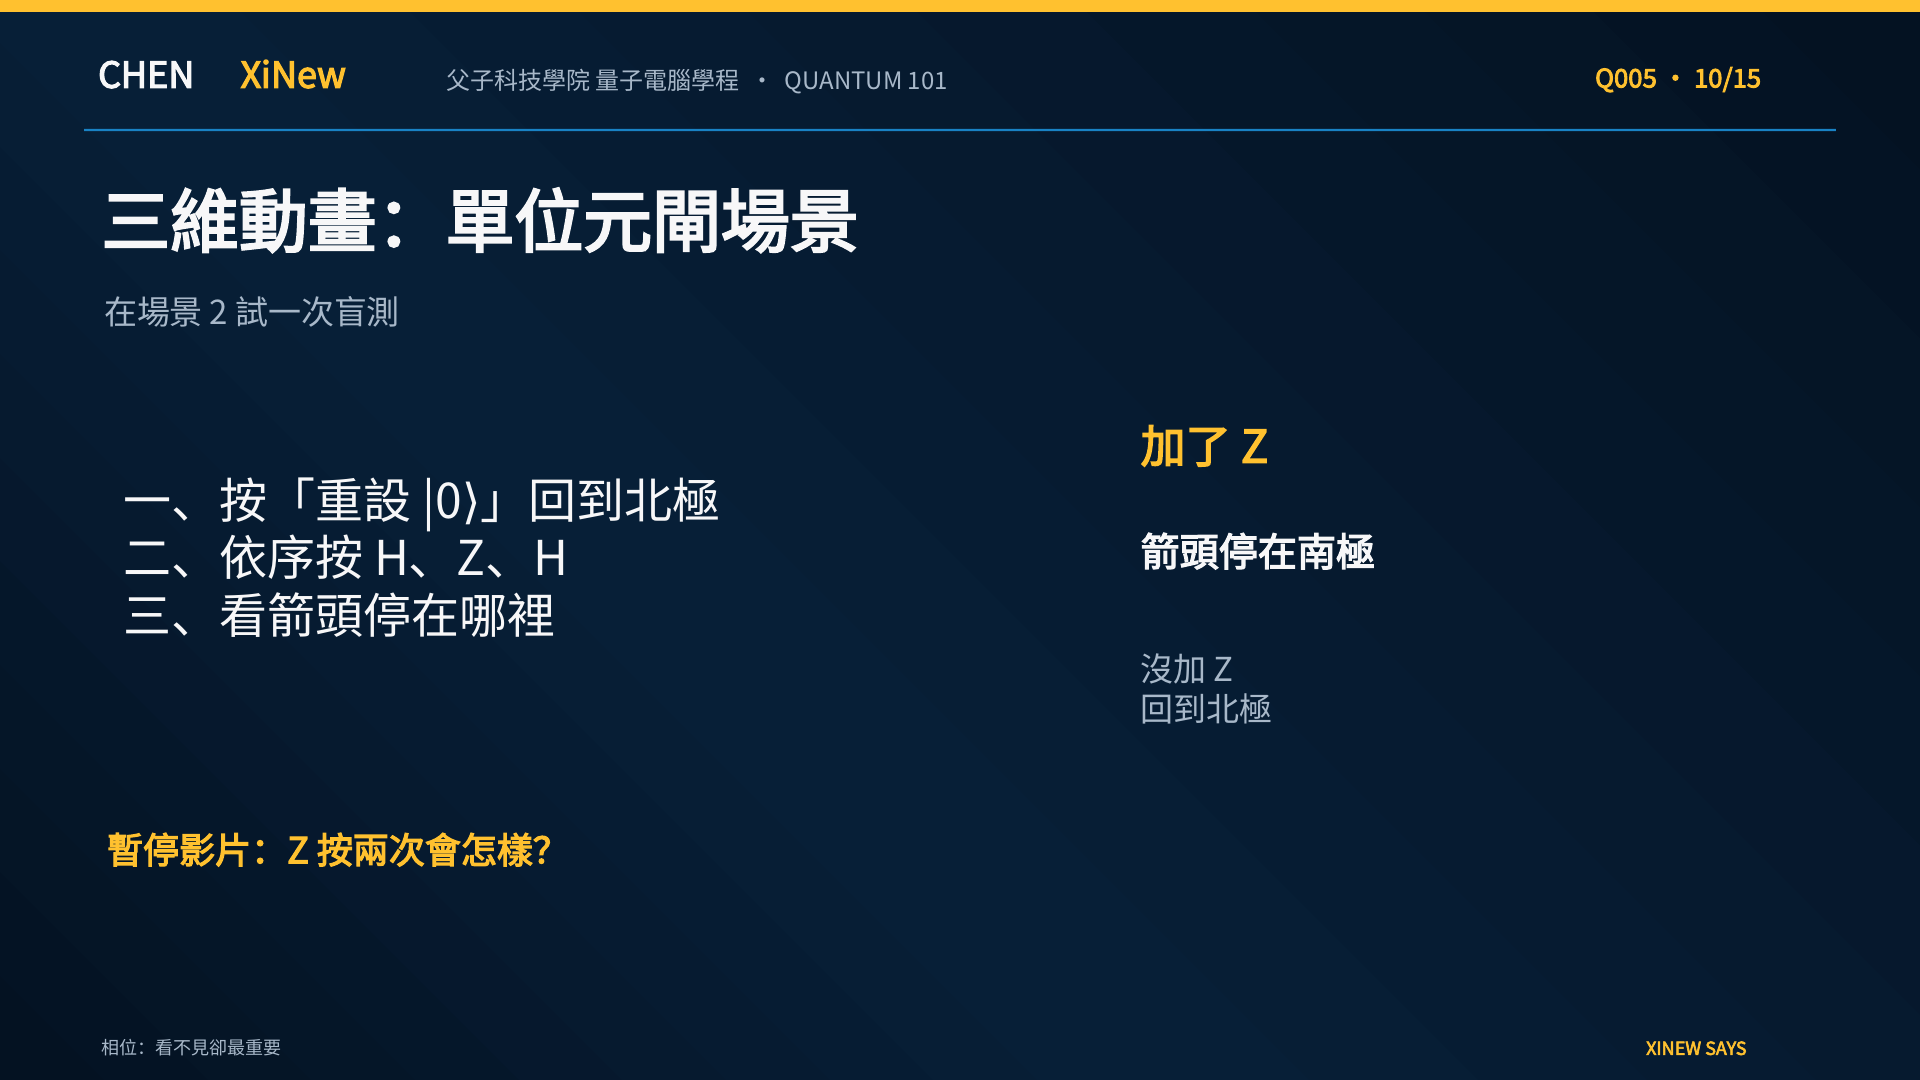 CHEN XiNew 父子科技學院 量子電腦學程 · QUANTUM 101 Q005 · 10/15
三維動畫：單位元閘場景
在場景 2 試一次盲測
一、按「重設 |0⟩」回到北極
二、依序按 H、Z、H
三、看箭頭停在哪裡
加了 Z
箭頭停在南極
沒加 Z
回到北極
暫停影片：Z 按兩次會怎樣？
相位：看不見卻最重要
XINEW SAYS